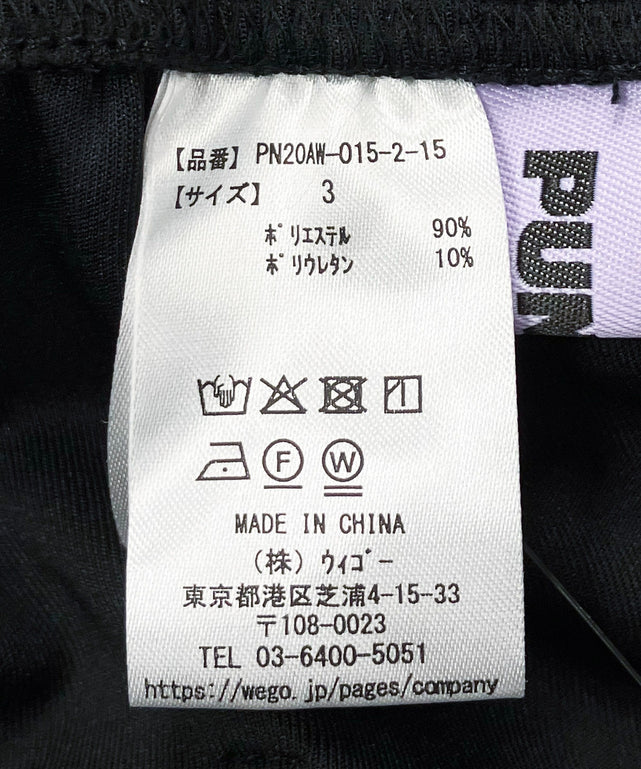 【品番】 PN20AW-015-2-15
【サイズ】 3
ﾎﾟﾘｴｽﾃﾙ 90%
ﾎﾟﾘｳﾚﾀﾝ 10%
F W
MADE IN CHINA
(株) ｳｨｺﾞｰ
東京都港区芝浦4-15-33
〒108-0023
TEL 03-6400-5051
https://wego.jp/pages/company